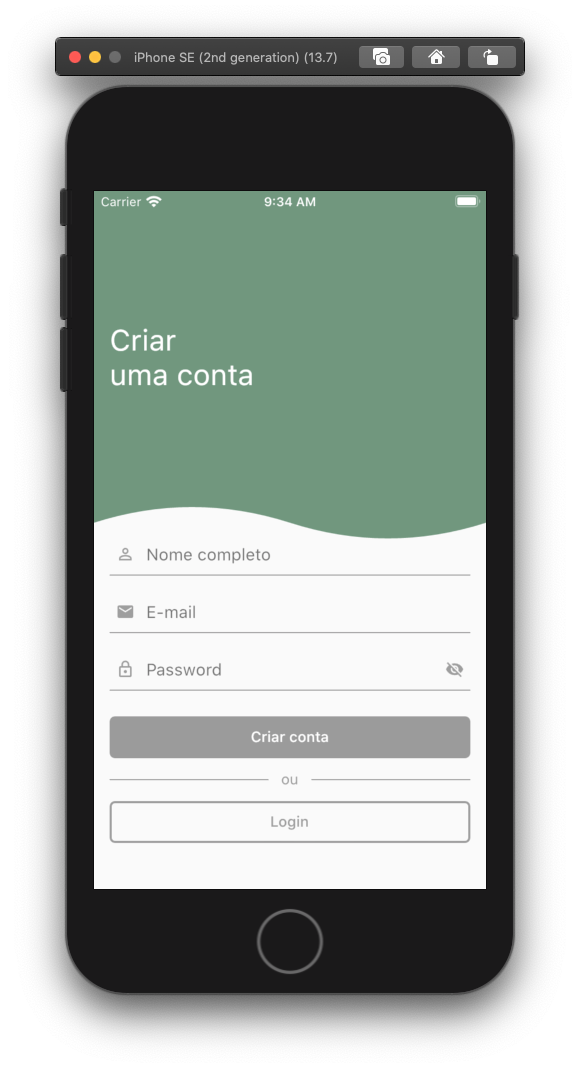 iPhone SE (2nd generation) (13.7)
Carrier 9:34 AM
Criar
uma conta
Nome completo
E-mail
Password
Criar conta
ou
Login